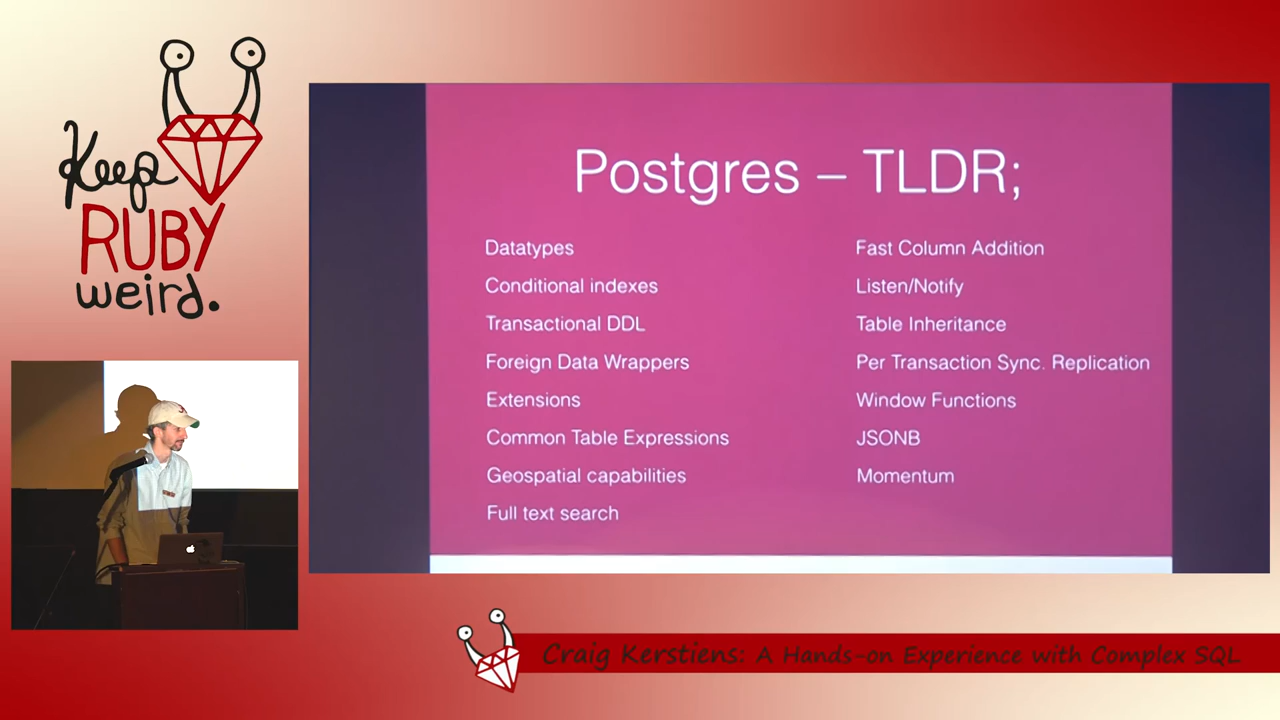 Keep
RUBY
weird.
Postgres – TLDR;
Datatypes
Conditional indexes
Transactional DDL
Foreign Data Wrappers
Extensions
Common Table Expressions
Geospatial capabilities
Full text search
Fast Column Addition
Listen/Notify
Table Inheritance
Per Transaction Sync. Replication
Window Functions
JSONB
Momentum
Craig Kerstiens: A Hands-on Experience with Complex SQL